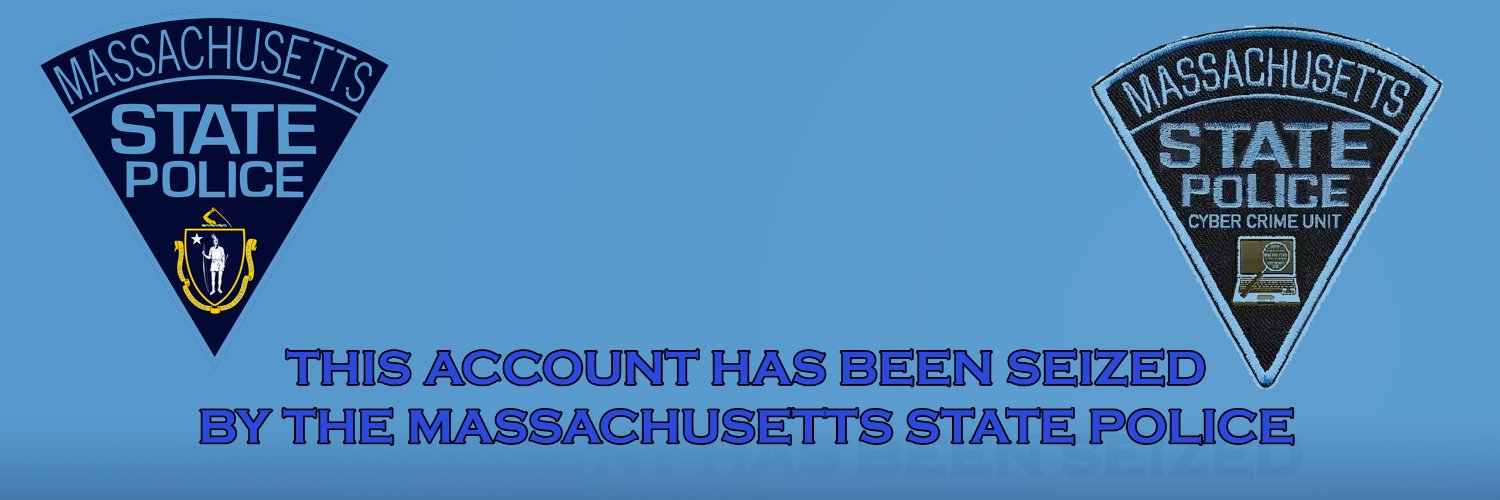 MASSACHUSETTS
STATE
POLICE
MASSACHUSETTS
STATE
POLICE
CYBER CRIME UNIT
THIS ACCOUNT HAS BEEN SEIZED
BY THE MASSACHUSETTS STATE POLICE
ACCOUNT HAS BEEN SEIZED